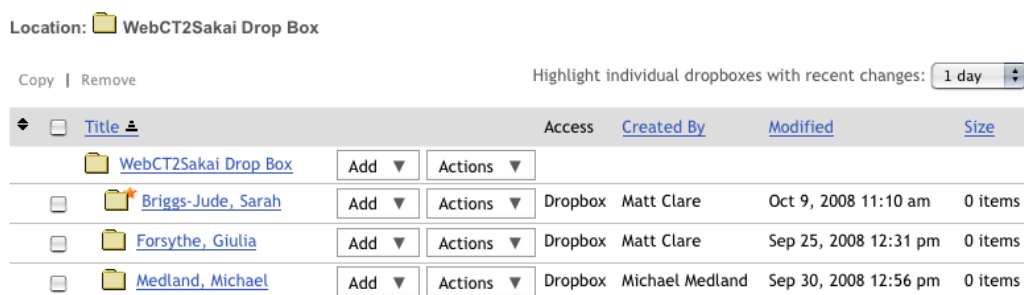 Location: WebCT2Sakai Drop Box
Copy | Remove Highlight individual dropboxes with recent changes: 1 day
Title Access Created By Modified Size
WebCT2Sakai Drop Box Add Actions
Briggs-Jude, Sarah Add Actions Dropbox Matt Clare Oct 9, 2008 11:10 am 0 items
Forsythe, Giulia Add Actions Dropbox Matt Clare Sep 25, 2008 12:31 pm 0 items
Medland, Michael Add Actions Dropbox Michael Medland Sep 30, 2008 12:56 pm 0 items